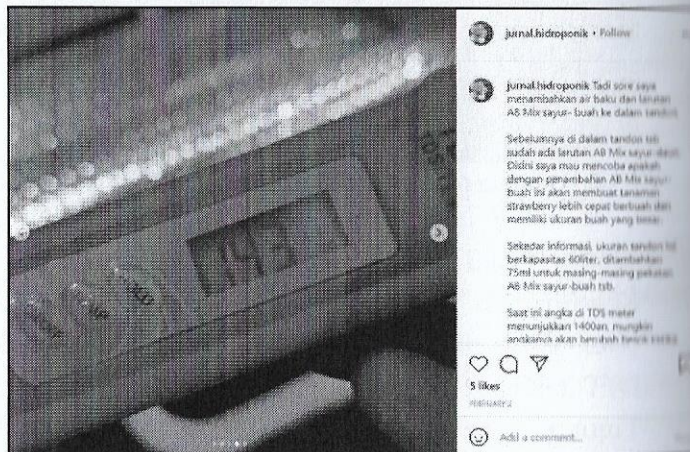 jurnal.hidroponik • Follow
jurnal.hidroponik Tadi sore saya
menambahkan air baku dan larutan
AB Mix sayur- buah ke dalam tandon
Sebelumnya di dalam tandon tsb
sudah ada larutan AB Mix sayur-daun.
Disini saya mau mencoba apakah
dengan penambahan AB Mix sayur-
buah ini akan membuat tanaman
strawberry lebih cepat berbuah dan
memiliki ukuran buah yang besar.
Sekedar informasi, ukuran tandon
berkapasitas 60liter, ditambahkan
75ml untuk masing-masing pekatan
AB Mix sayur-buah tsb.
Saat ini angka di TDS meter
menunjukkan 1400an, mungkin
angkanya akan berubah
5 likes
FEBRUARY 2
Add a comment...